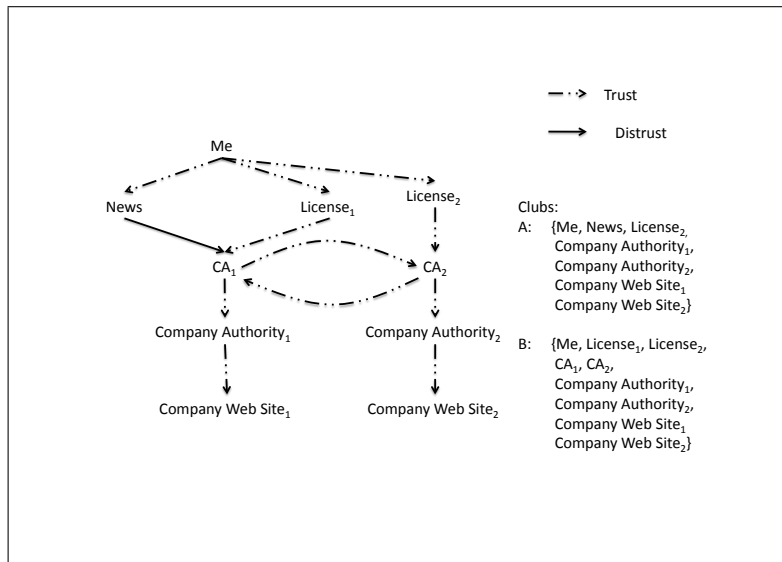 Trust
Distrust
Me
News
License₁
License₂
CA₁
CA₂
Company Authority₁
Company Authority₂
Company Web Site₁
Company Web Site₂
Clubs:
A: {Me, News, License₂,
Company Authority₁,
Company Authority₂,
Company Web Site₁
Company Web Site₂}
B: {Me, License₁, License₂,
CA₁, CA₂,
Company Authority₁,
Company Authority₂,
Company Web Site₁
Company Web Site₂}